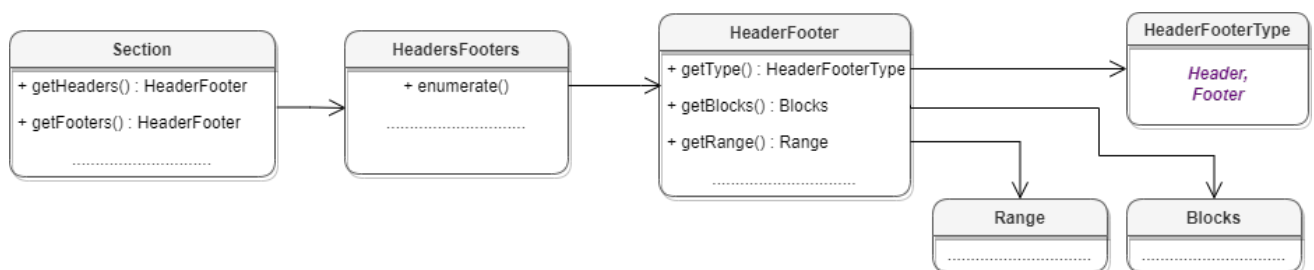 Section
+ getHeaders() : HeaderFooter
+ getFooters() : HeaderFooter
................................
HeadersFooters
+ enumerate()
................................
HeaderFooter
+ getType() : HeaderFooterType
+ getBlocks() : Blocks
+ getRange() : Range
................................
HeaderFooterType
Header,
Footer
Range
................................
Blocks
................................